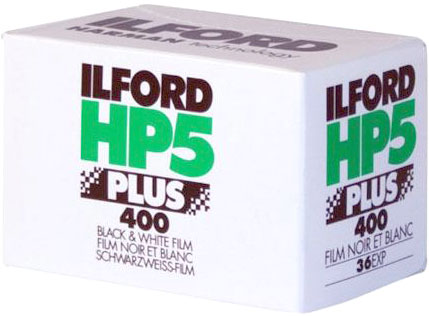 ILFORD
HARMAN technology
ILFORD
HP5
PLUS
400
BLACK & WHITE FILM
FILM NOIR ET BLANC
SCHWARZWEISS-FILM
ILFORD
HP5
PLUS
400
FILM NOIR ET BLANC
36EXP